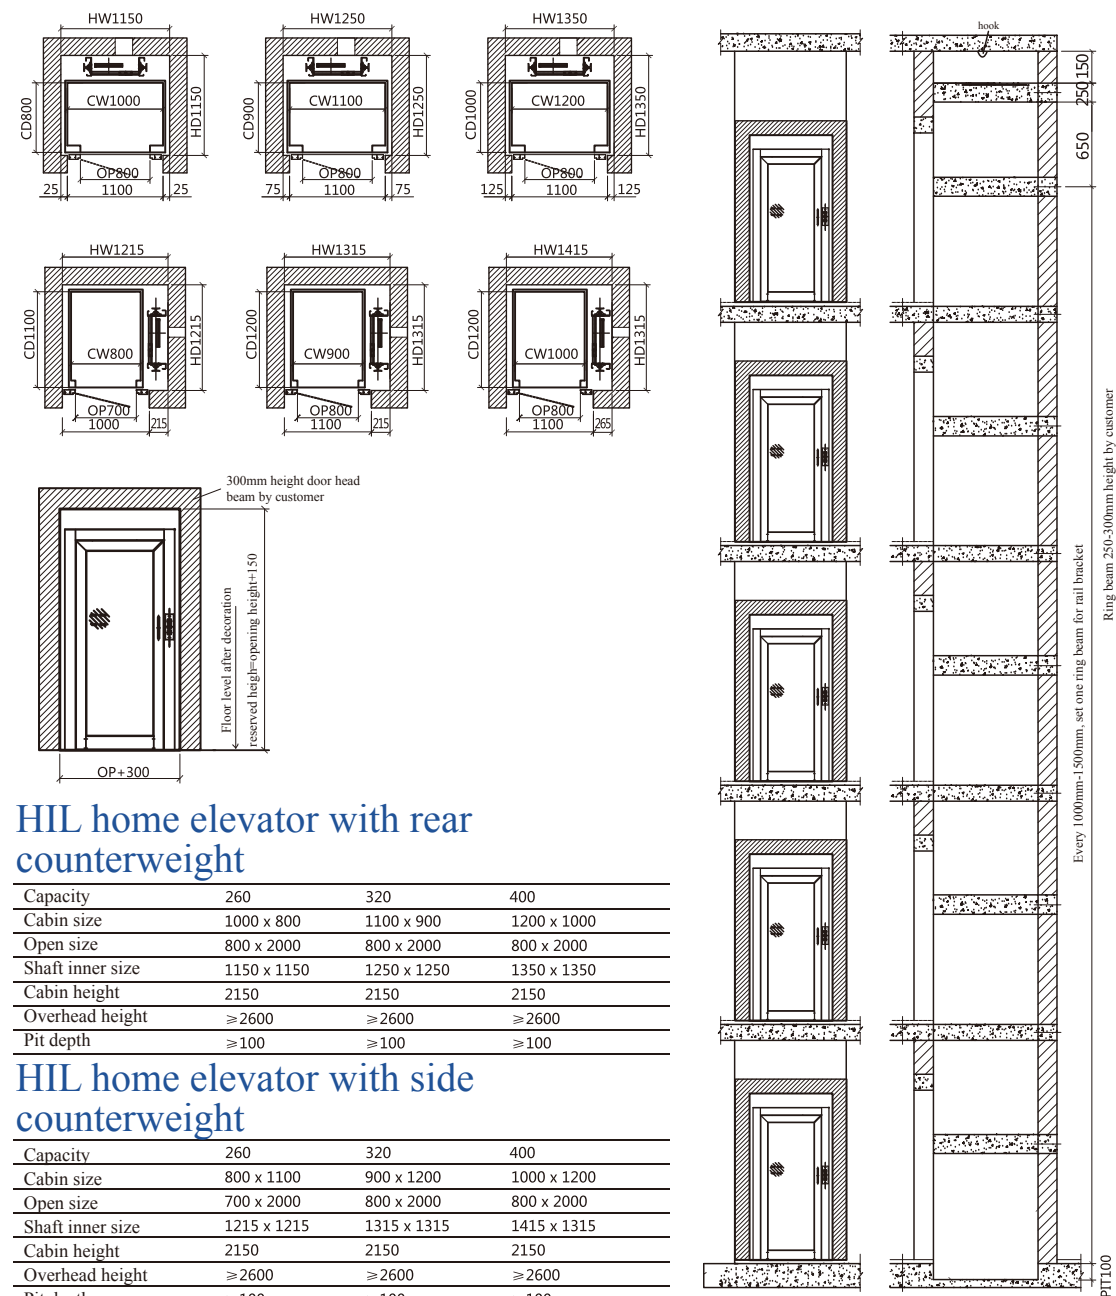 HW1150
HW1250
HW1350
CD800
CW1000
HD1150
CD900
CW1100
HD1250
CD1000
CW1200
HD1350
OP800
OP800
OP800
25 1100 25
75 1100 75
125 1100 125
HW1215
HW1315
HW1415
CD1100
CW800
HD1215
CD1200
CW900
HD1315
CD1200
CW1000
HD1315
OP700
OP800
OP800
1000 215
1100 215
1100 265
300mm height door head
beam by customer
Floor level after decoration
reserved heigh=opening height+150
OP+300
HIL home elevator with rear
counterweight
Capacity 260 320 400
Cabin size 1000 x 800 1100 x 900 1200 x 1000
Open size 800 x 2000 800 x 2000 800 x 2000
Shaft inner size 1150 x 1150 1250 x 1250 1350 x 1350
Cabin height 2150 2150 2150
Overhead height ≥2600 ≥2600 ≥2600
Pit depth ≥100 ≥100 ≥100
HIL home elevator with side
counterweight
Capacity 260 320 400
Cabin size 800 x 1100 900 x 1200 1000 x 1200
Open size 700 x 2000 800 x 2000 800 x 2000
Shaft inner size 1215 x 1215 1315 x 1315 1415 x 1315
Cabin height 2150 2150 2150
Overhead height ≥2600 ≥2600 ≥2600
hook
150
250
650
Ring beam 250-300mm height by customer
Every 1000mm-1500mm, set one ring beam for rail bracket
PIT100